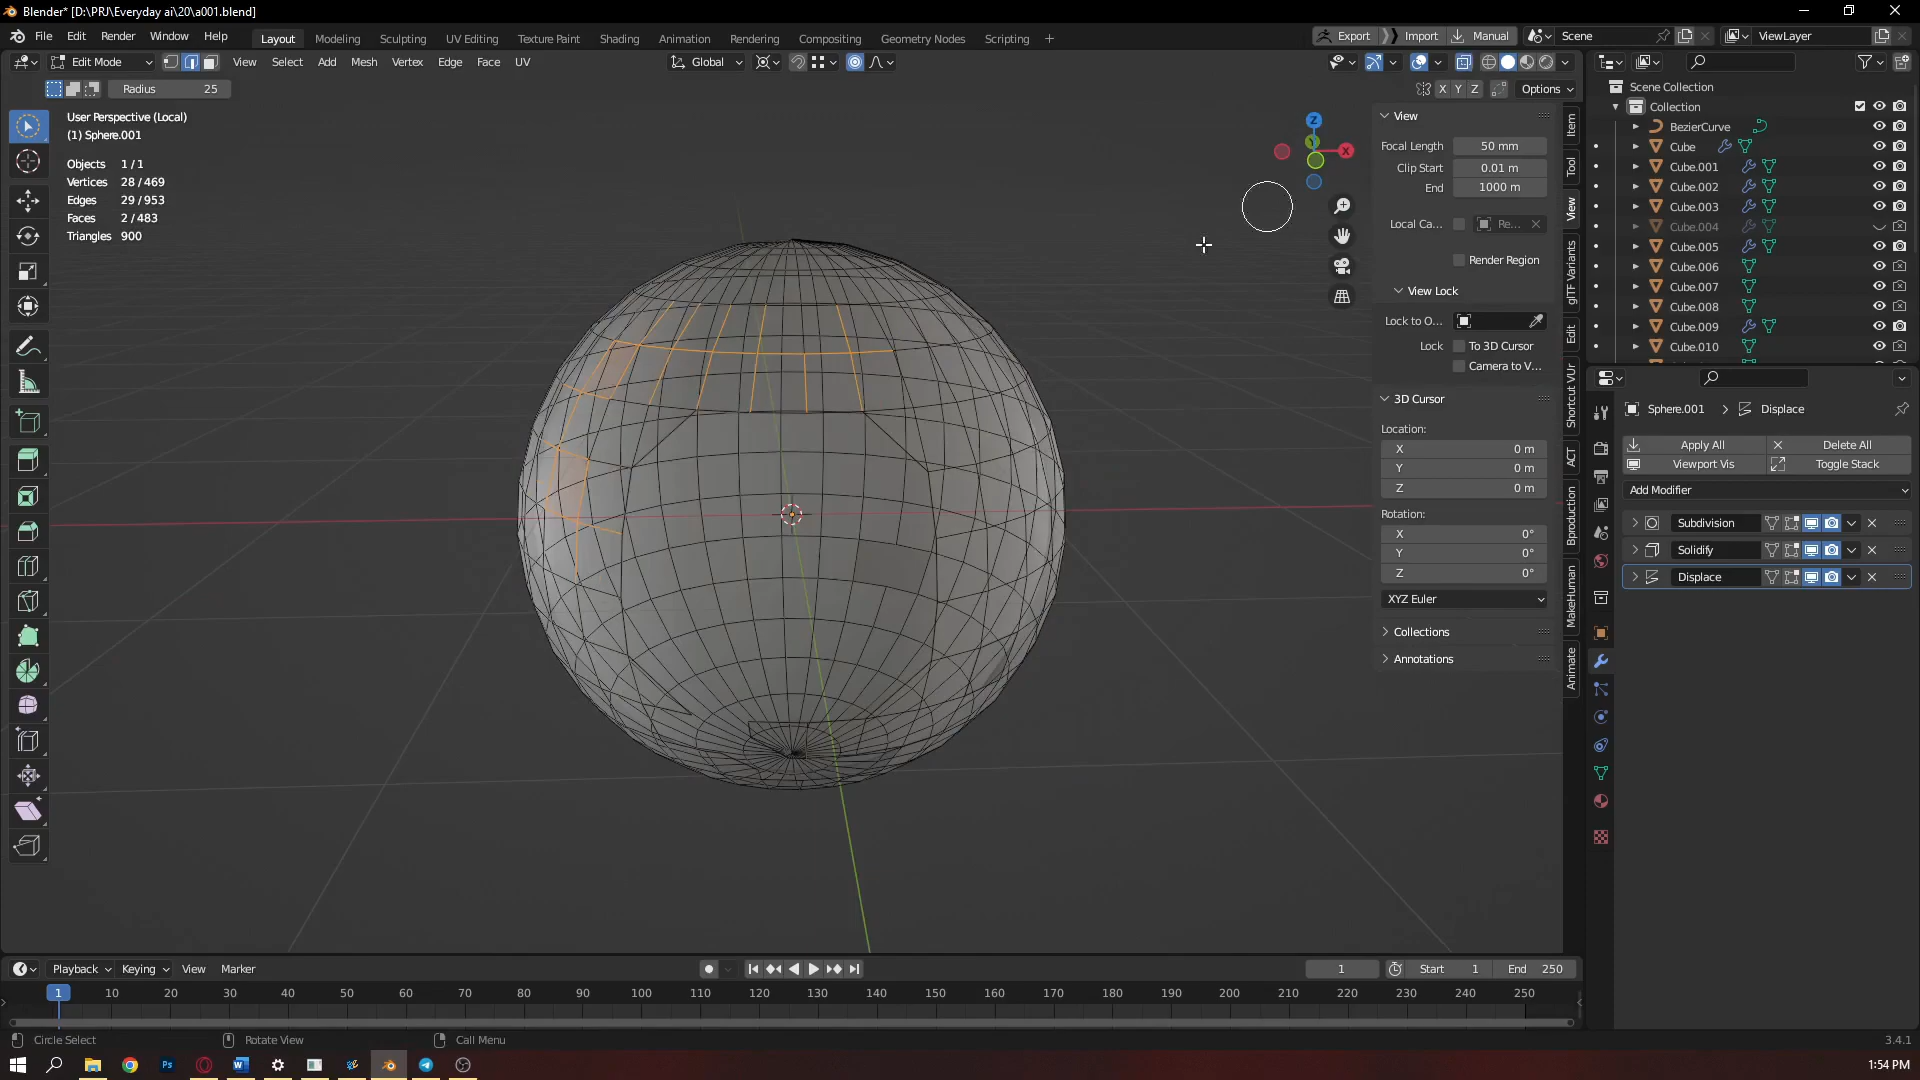 Blender* [D:\PRJ\Everyday ai\20\a001.blend]
File Edit Render Window Help Layout Modeling Sculpting UV Editing Texture Paint Shading Animation Rendering Compositing Geometry Nodes Scripting + Export Import Manual Scene ViewLayer
Edit Mode View Select Add Mesh Vertex Edge Face UV Global
Radius 25 X Y Z Options
User Perspective (Local)
(1) Sphere.001
Objects 1 / 1
Vertices 28 / 469
Edges 29 / 953
Faces 2 / 483
Triangles 900
Z
X
View
Focal Length 50 mm
Clip Start 0.01 m
End 1000 m
Local Ca... Re...
Render Region
View Lock
Lock to O...
Lock To 3D Cursor
Camera to V...
3D Cursor
Location:
X 0 m
Y 0 m
Z 0 m
Rotation:
X 0°
Y 0°
Z 0°
XYZ Euler
Collections
Annotations
Item
Tool
View
glTF Variants
Edit
Shortcut VUr
ACT
Bproduction
MakeHuman
Animate
Scene Collection
Collection
BezierCurve
Cube
Cube.001
Cube.002
Cube.003
Cube.004
Cube.005
Cube.006
Cube.007
Cube.008
Cube.009
Cube.010
Sphere.001 Displace
Apply All Delete All
Viewport Vis Toggle Stack
Add Modifier
Subdivision
Solidify
Displace
Playback Keying View Marker 1 Start 1 End 250
1 10 20 30 40 50 60 70 80 90 100 110 120 130 140 150 160 170 180 190 200 210 220 230 240 250
Circle Select Rotate View Call Menu 3.4.1
Ps W 1:54 PM